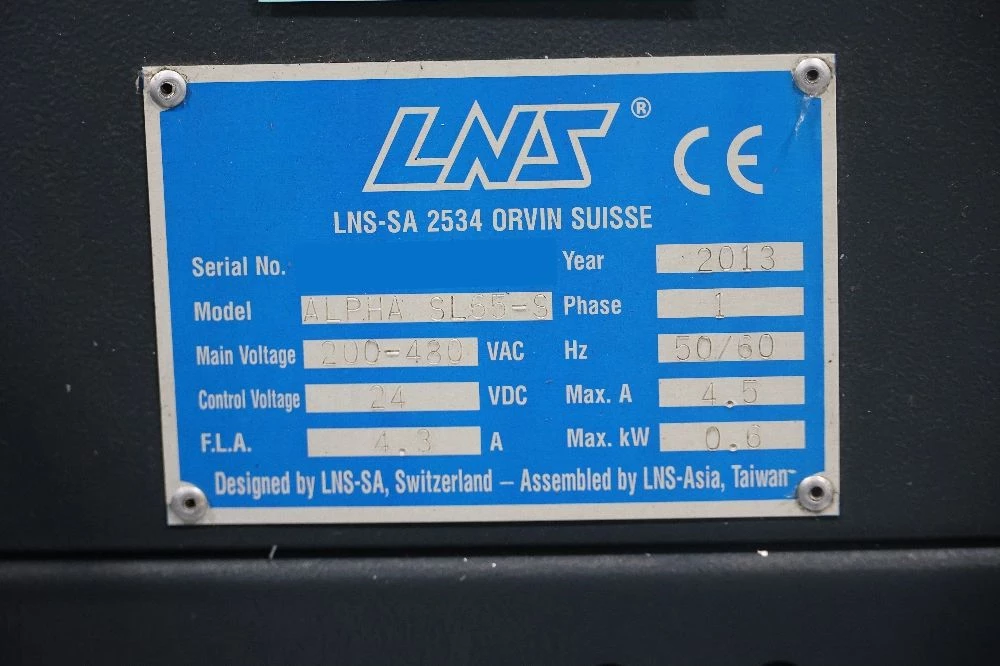 LNS®
CE
LNS-SA 2534 ORVIN SUISSE
Serial No. Year 2013
Model ALPHA SL65-S Phase 1
Main Voltage 200-480 VAC Hz 50/60
Control Voltage 24 VDC Max. A 4.5
F.L.A. 4.3 A Max. kW 0.6
Designed by LNS-SA, Switzerland – Assembled by LNS-Asia, Taiwan